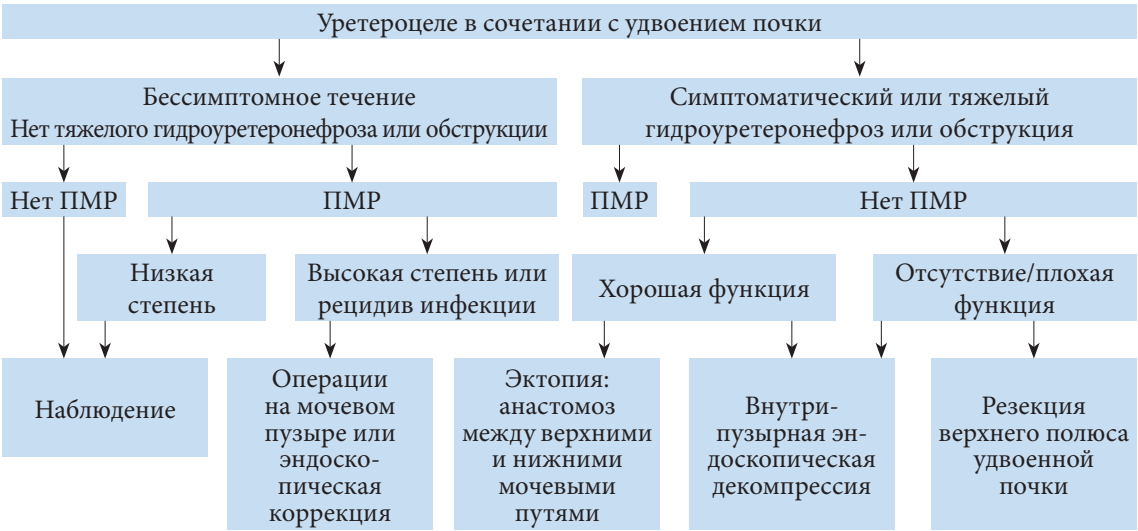 Уретероцеле в сочетании с удвоением почки
Бессимптомное течение
Нет тяжелого гидроуретеронефроза или обструкции
Симптоматический или тяжелый
гидроуретеронефроз или обструкция
Нет ПМР
ПМР
ПМР
Нет ПМР
Низкая
степень
Высокая степень или
рецидив инфекции
Хорошая функция
Отсутствие/плохая
функция
Наблюдение
Операции
на мочевом
пузыре или
эндоско-
пическая
коррекция
Эктопия:
анастомоз
между верхними
и нижними
мочевыми
путями
Внутри-
пузырная эн-
доскопическая
декомпрессия
Резекция
верхнего полюса
удвоенной
почки